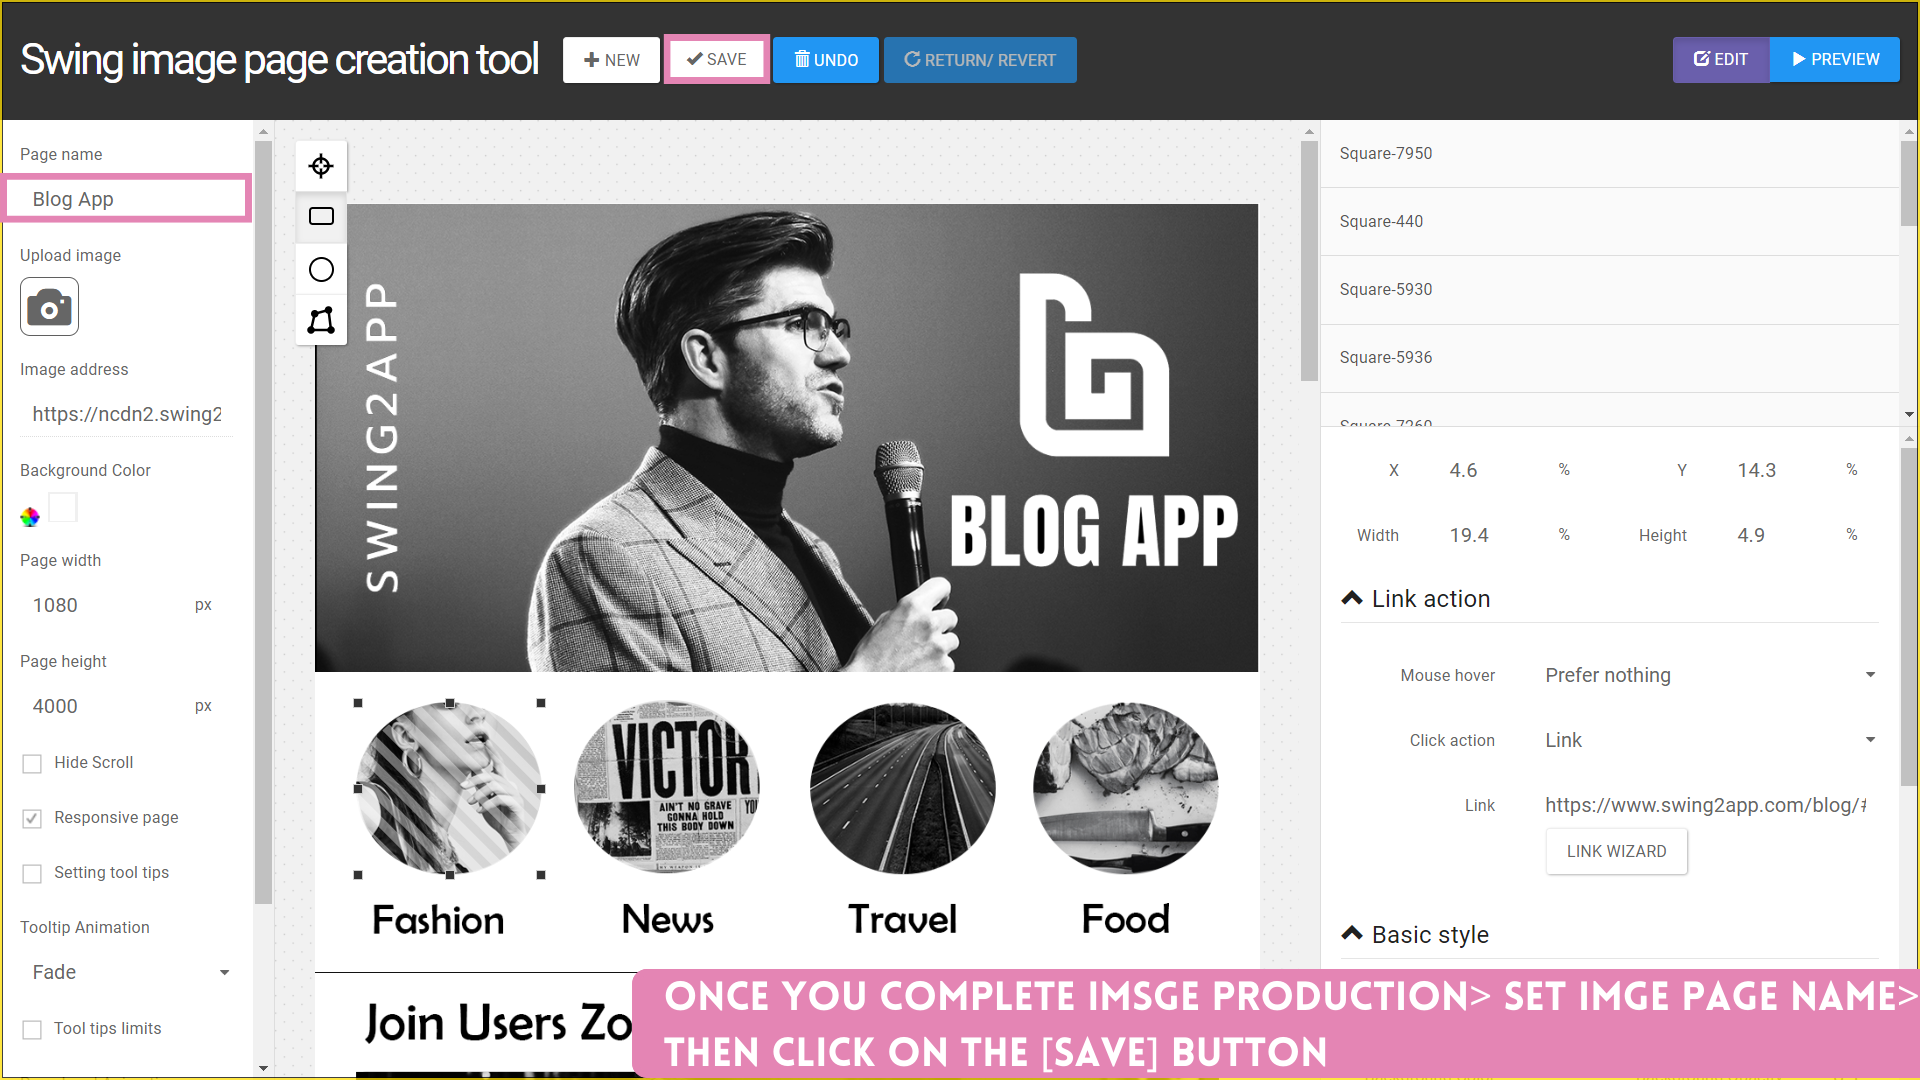 Swing image page creation tool
NEW
SAVE
UNDO
RETURN/ REVERT
EDIT
PREVIEW
Page name
Blog App
Upload image
Image address
https://ncdn2.swing2
Background Color
Page width
1080 px
Page height
4000 px
Hide Scroll
Responsive page
Setting tool tips
Tooltip Animation
Fade
Tool tips limits
SWING2APP
BLOG APP
VICTOR
AIN'T NO GRAVE
GONNA HOLD
THIS BODY DOWN
Fashion
News
Travel
Food
Join Users Zo
Square-7950
Square-440
Square-5930
Square-5936
Square-7260
X 4.6 % Y 14.3 %
Width 19.4 % Height 4.9 %
Link action
Mouse hover Prefer nothing
Click action Link
Link https://www.swing2app.com/blog/#
LINK WIZARD
Basic style
ONCE YOU COMPLETE IMSGE PRODUCTION> SET IMGE PAGE NAME>
THEN CLICK ON THE [SAVE] BUTTON